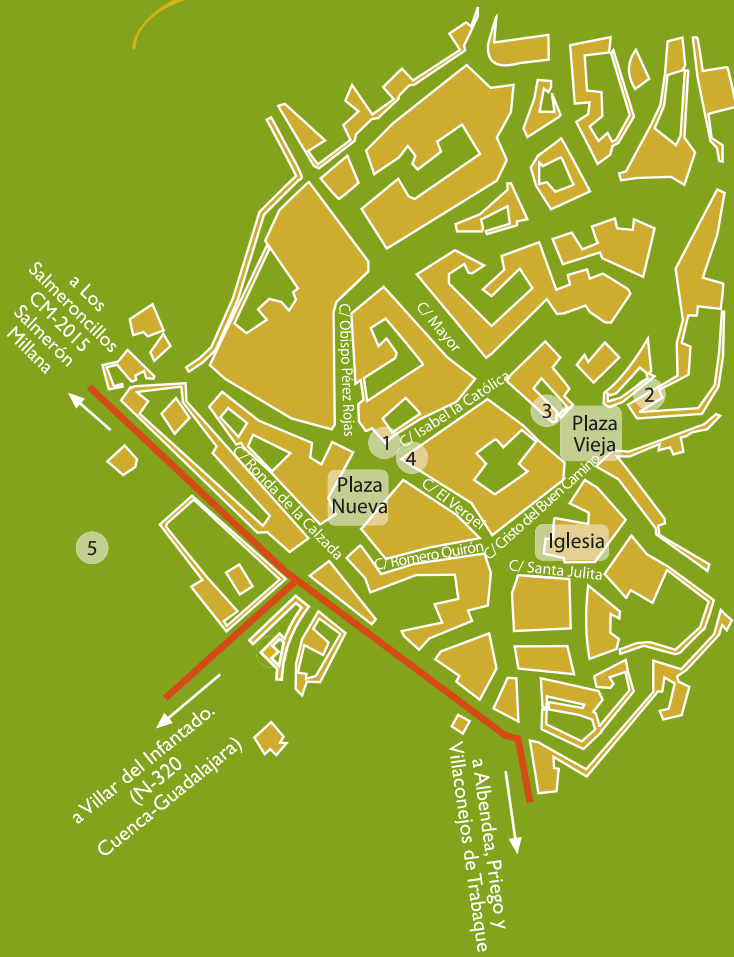 a Los
Salmeroncillos
CM-2015
Salmerón
Millana
C/ Obispo Pérez Rojas
C/ Mayor
C/ Isabel la Católica
1
4
3
2
Plaza
Vieja
C/ Ronda de la Calzada
Plaza
Nueva
C/ El Vergel
C/ Cristo del Buen Camino
C/ Romero Quirón
Iglesia
C/ Santa Julita
5
a Villar del Infantado.
(N-320
Cuenca-Guadalajara)
a Albendea, Priego y
Villaconejos de Trabaque